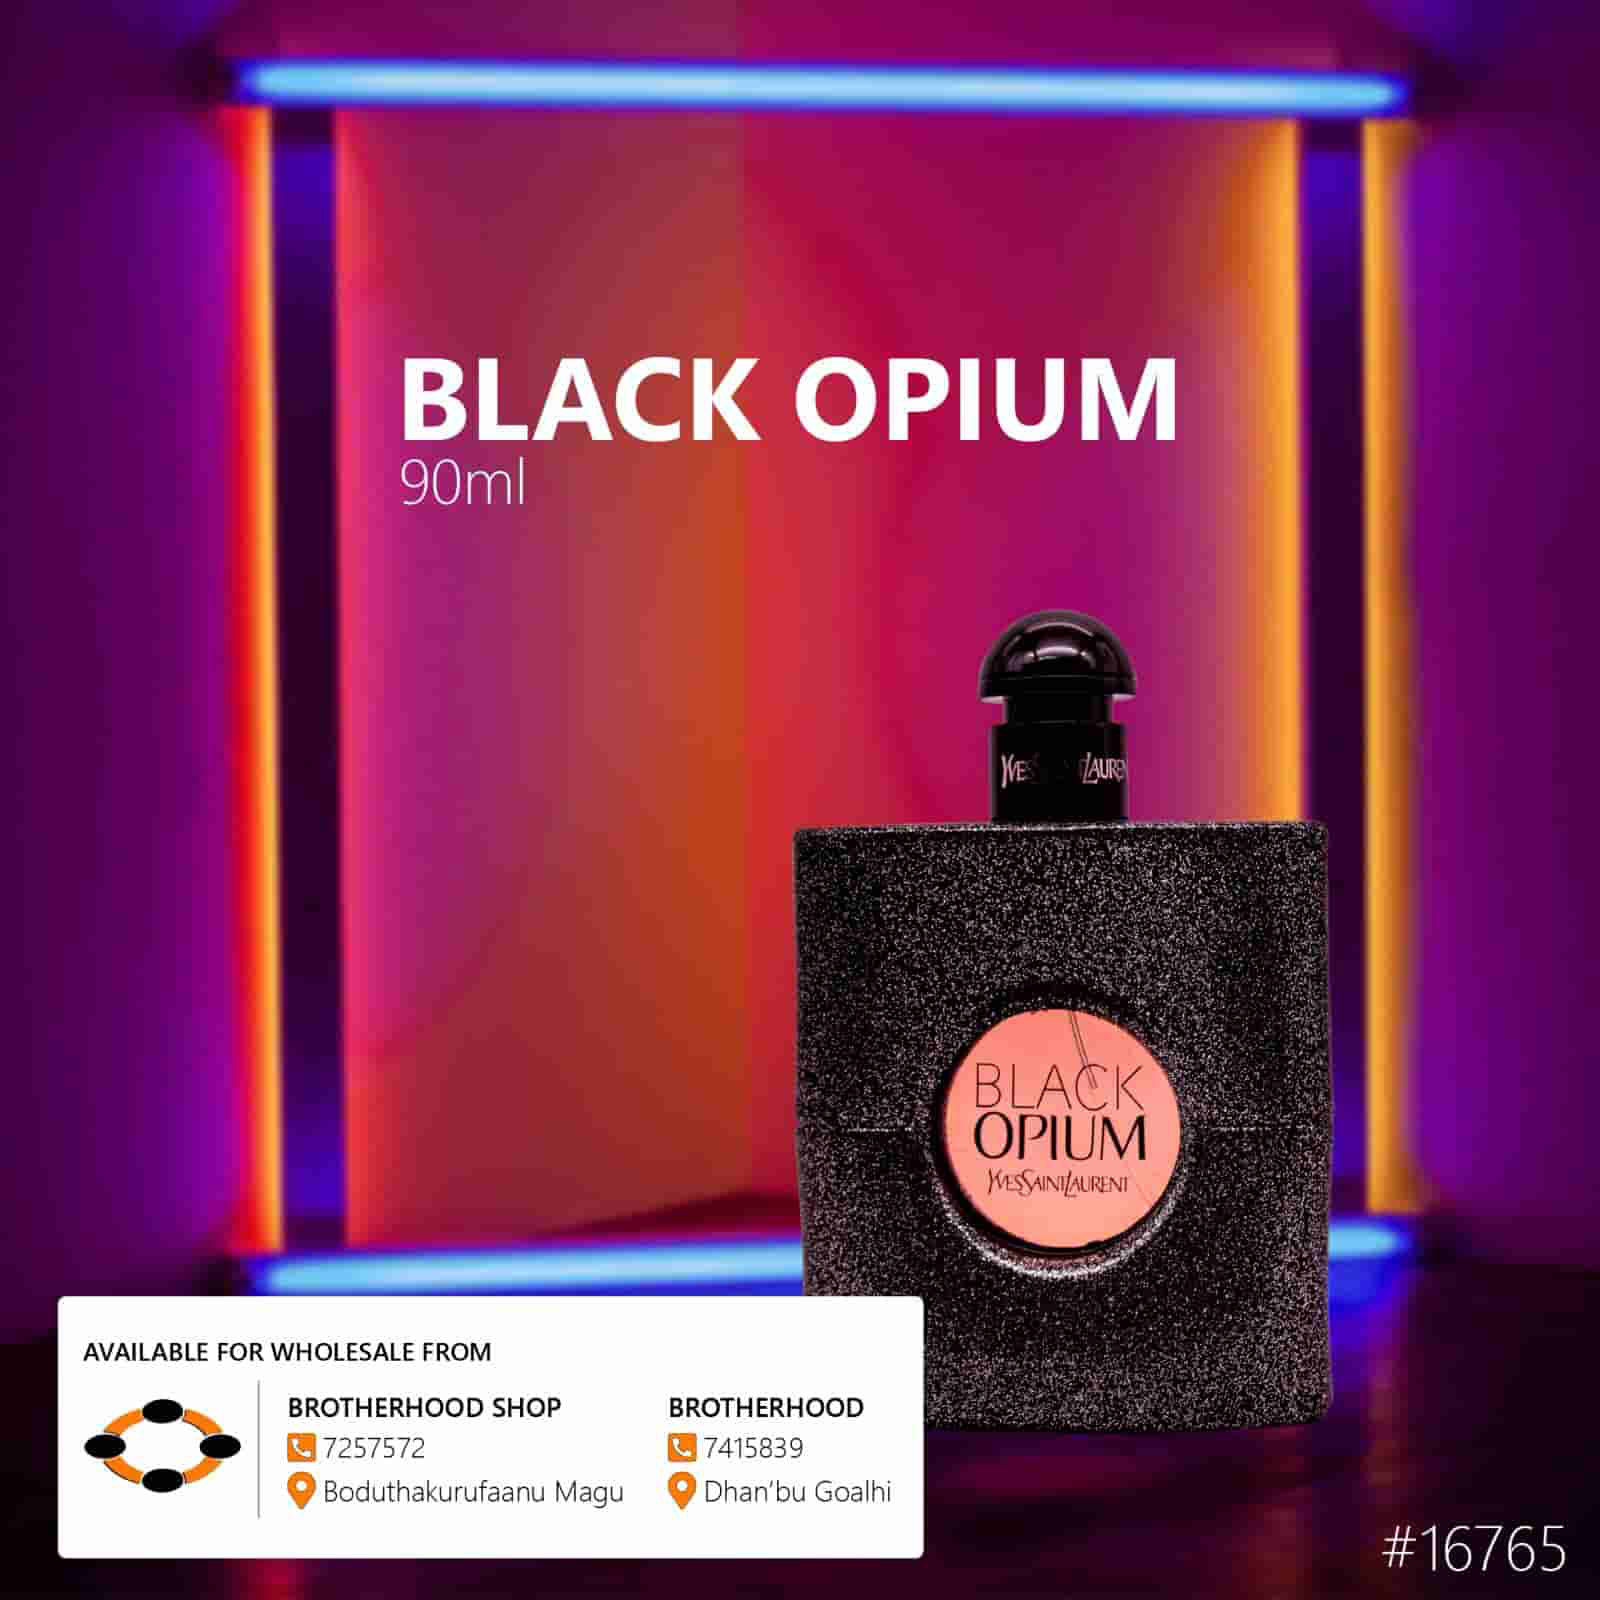 BLACK OPIUM
90ml
YVESSAINTLAUREN
BLACK
OPIUM
YVESSAINTLAURENT
AVAILABLE FOR WHOLESALE FROM
BROTHERHOOD SHOP
7257572
Boduthakurufaanu Magu
BROTHERHOOD
7415839
Dhan'bu Goalhi
#16765